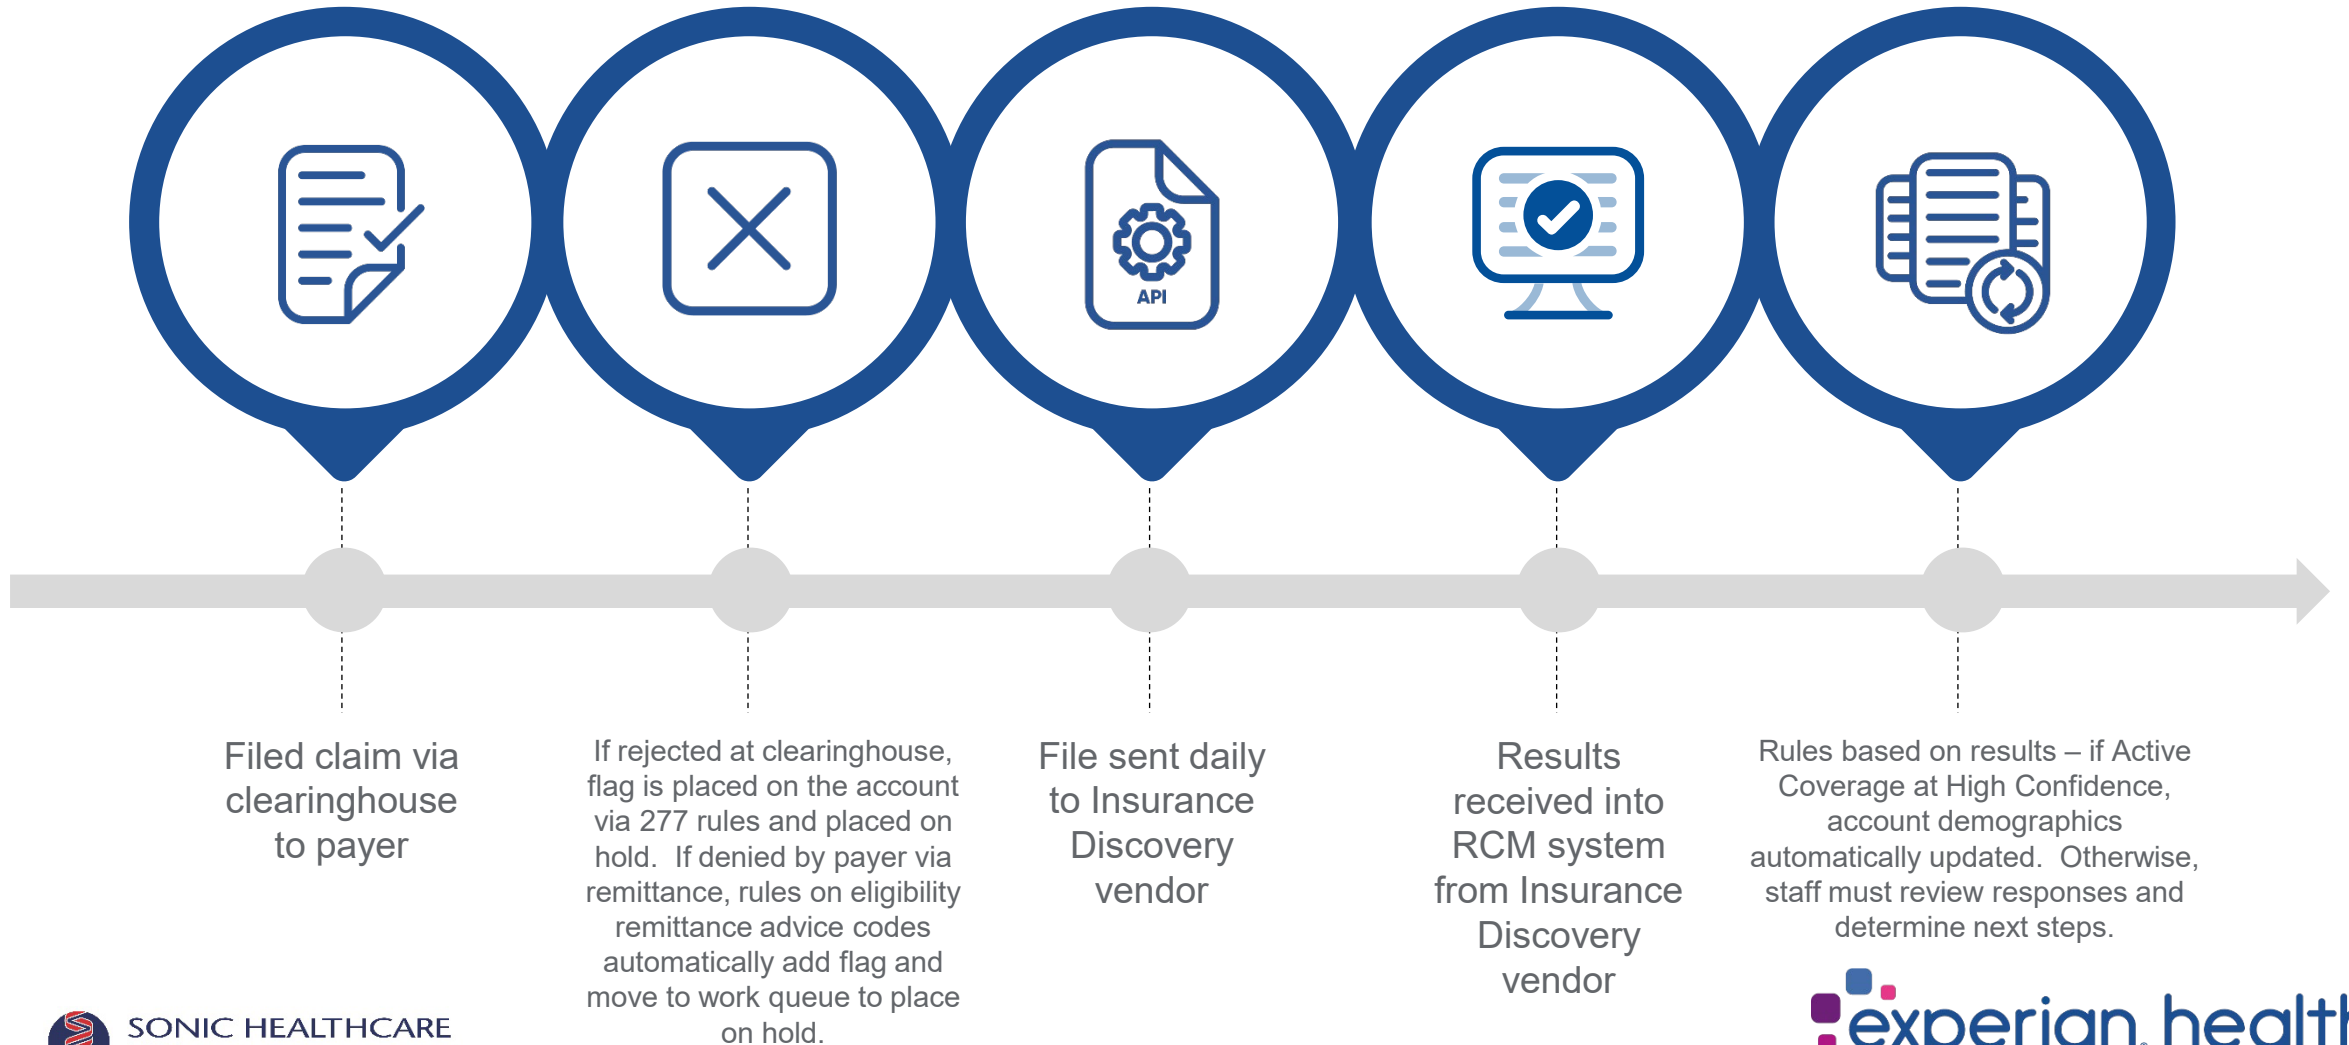 API
Filed claim via
clearinghouse
to payer
If rejected at clearinghouse,
flag is placed on the account
via 277 rules and placed on
hold.  If denied by payer via
remittance, rules on eligibility
remittance advice codes
automatically add flag and
move to work queue to place
on hold.
File sent daily
to Insurance
Discovery
vendor
Results
received into
RCM system
from Insurance
Discovery
vendor
Rules based on results – if Active
Coverage at High Confidence,
account demographics
automatically updated.  Otherwise,
staff must review responses and
determine next steps.
SONIC HEALTHCARE
experian. health